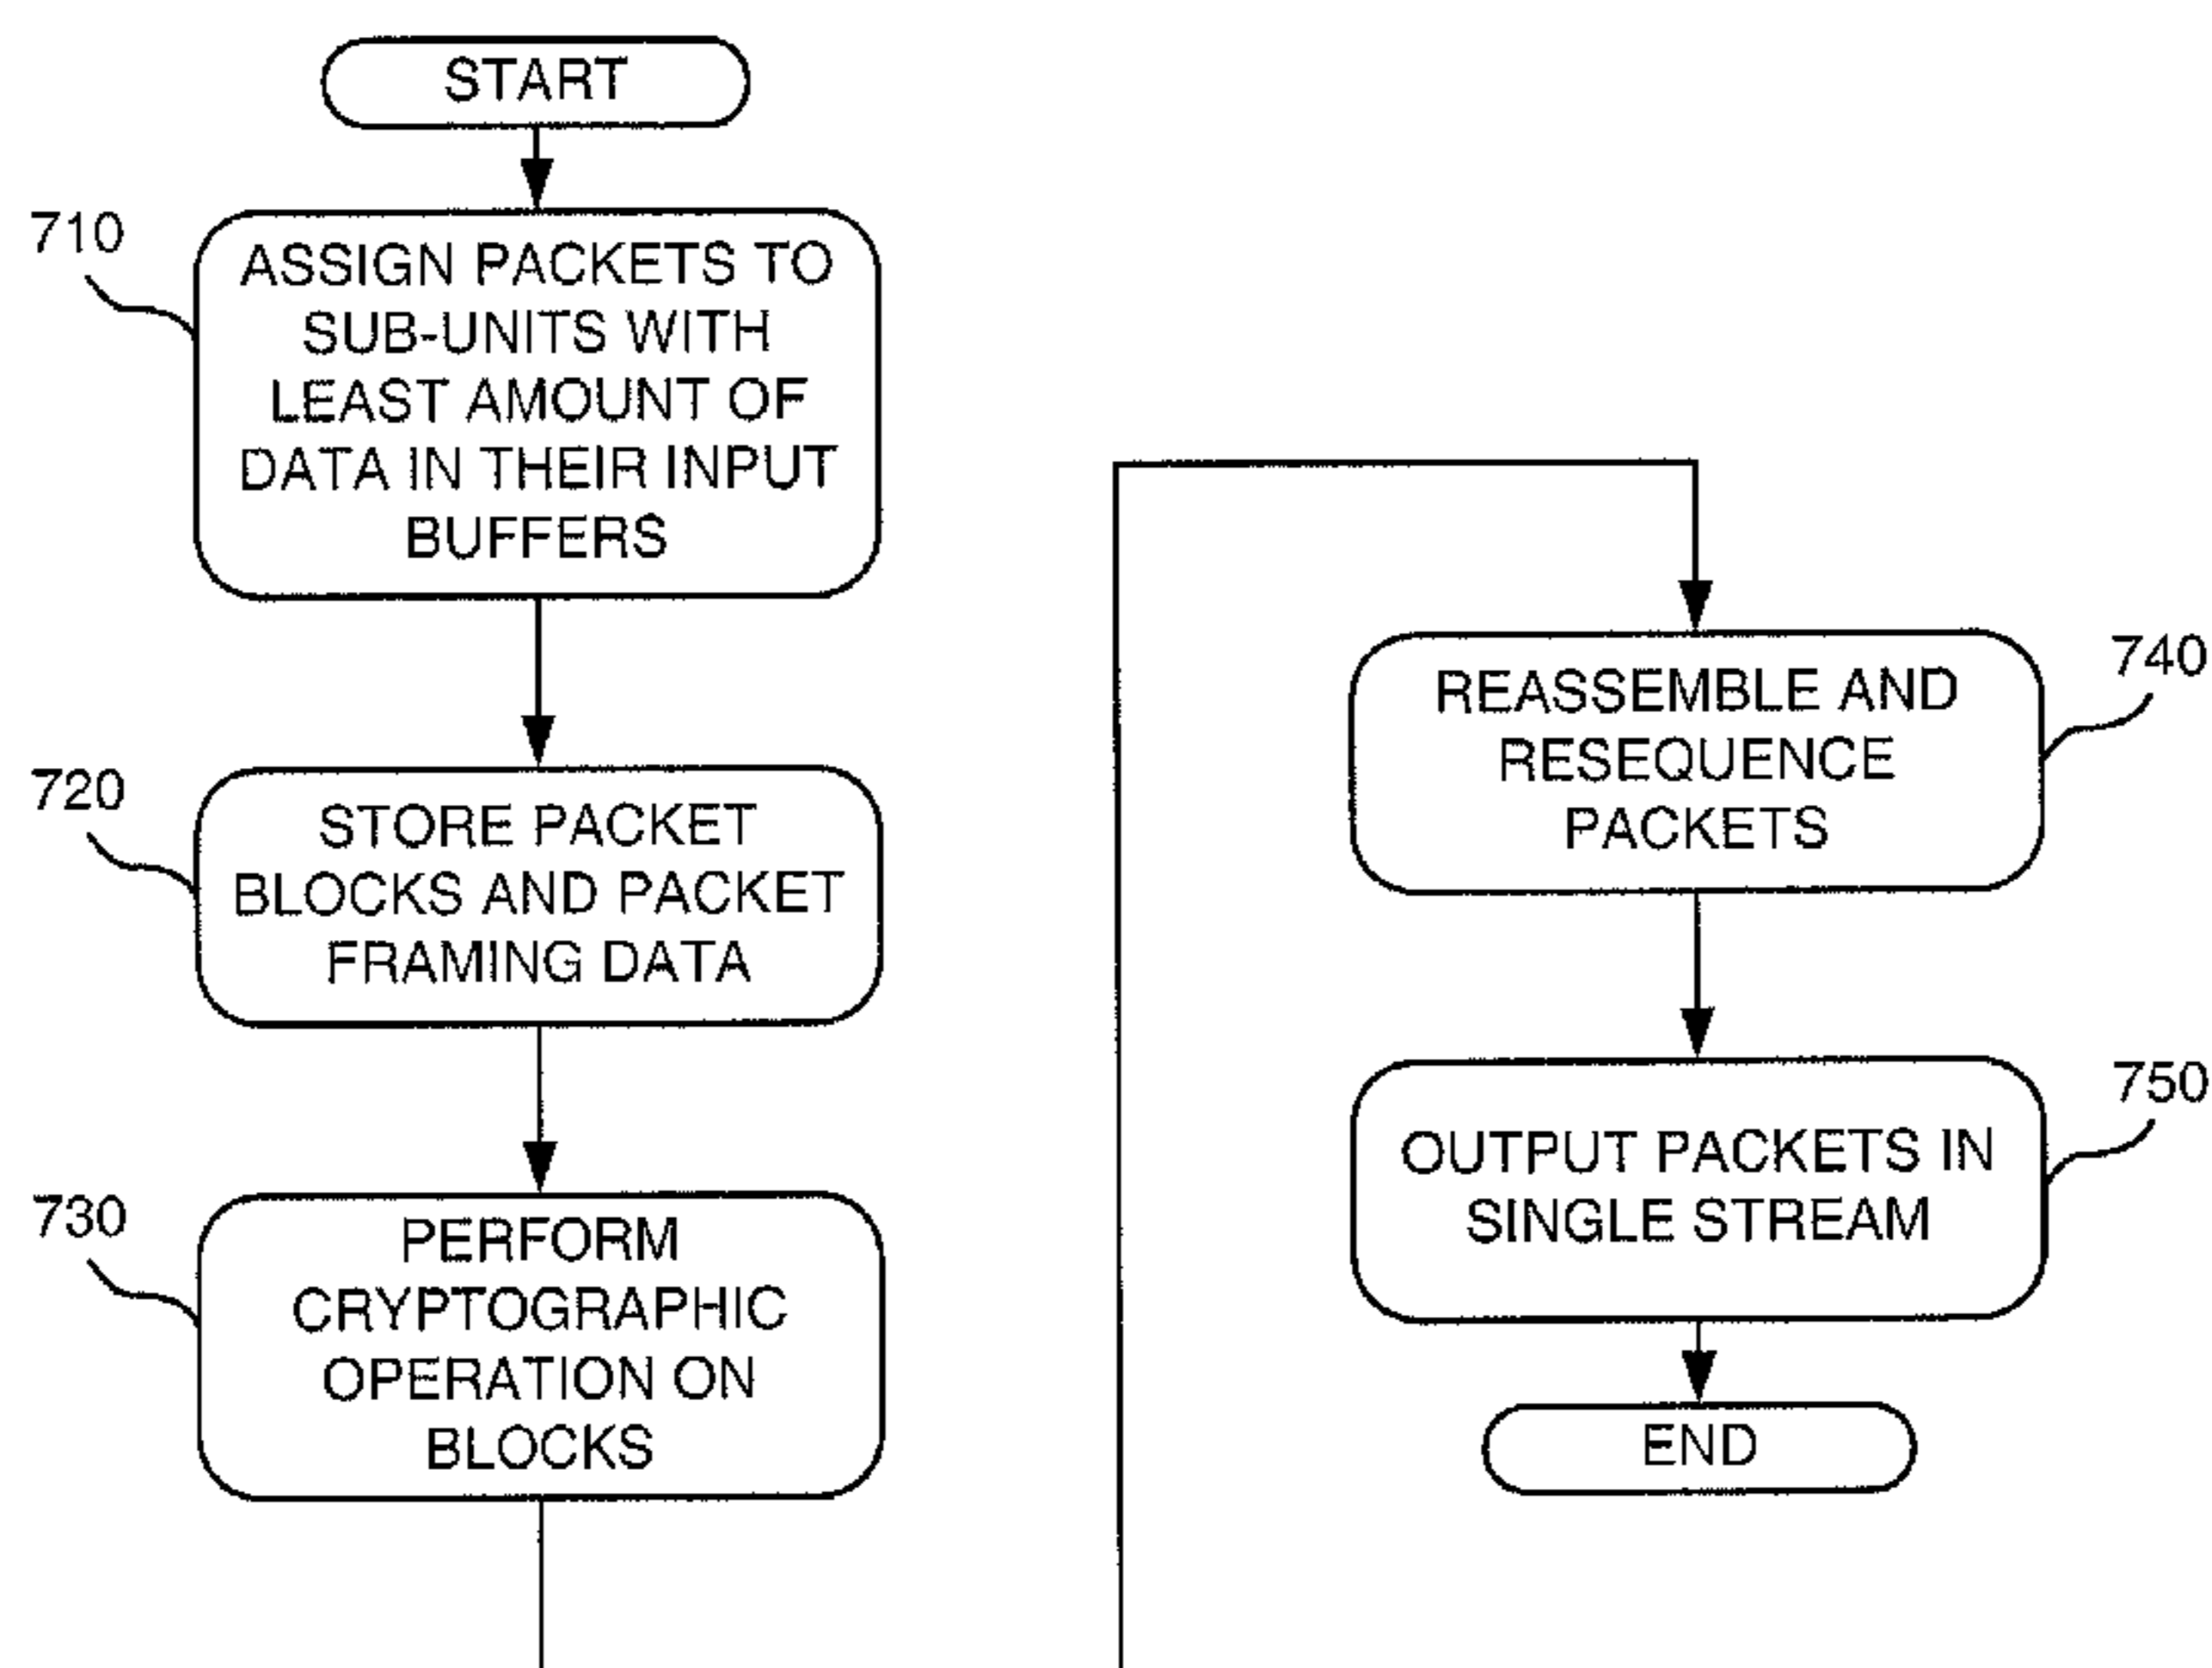 START
710
ASSIGN PACKETS TO
SUB-UNITS WITH
LEAST AMOUNT OF
DATA IN THEIR INPUT
BUFFERS
720
STORE PACKET
BLOCKS AND PACKET
FRAMING DATA
730
PERFORM
CRYPTOGRAPHIC
OPERATION ON
BLOCKS
740
REASSEMBLE AND
RESEQUENCE
PACKETS
750
OUTPUT PACKETS IN
SINGLE STREAM
END